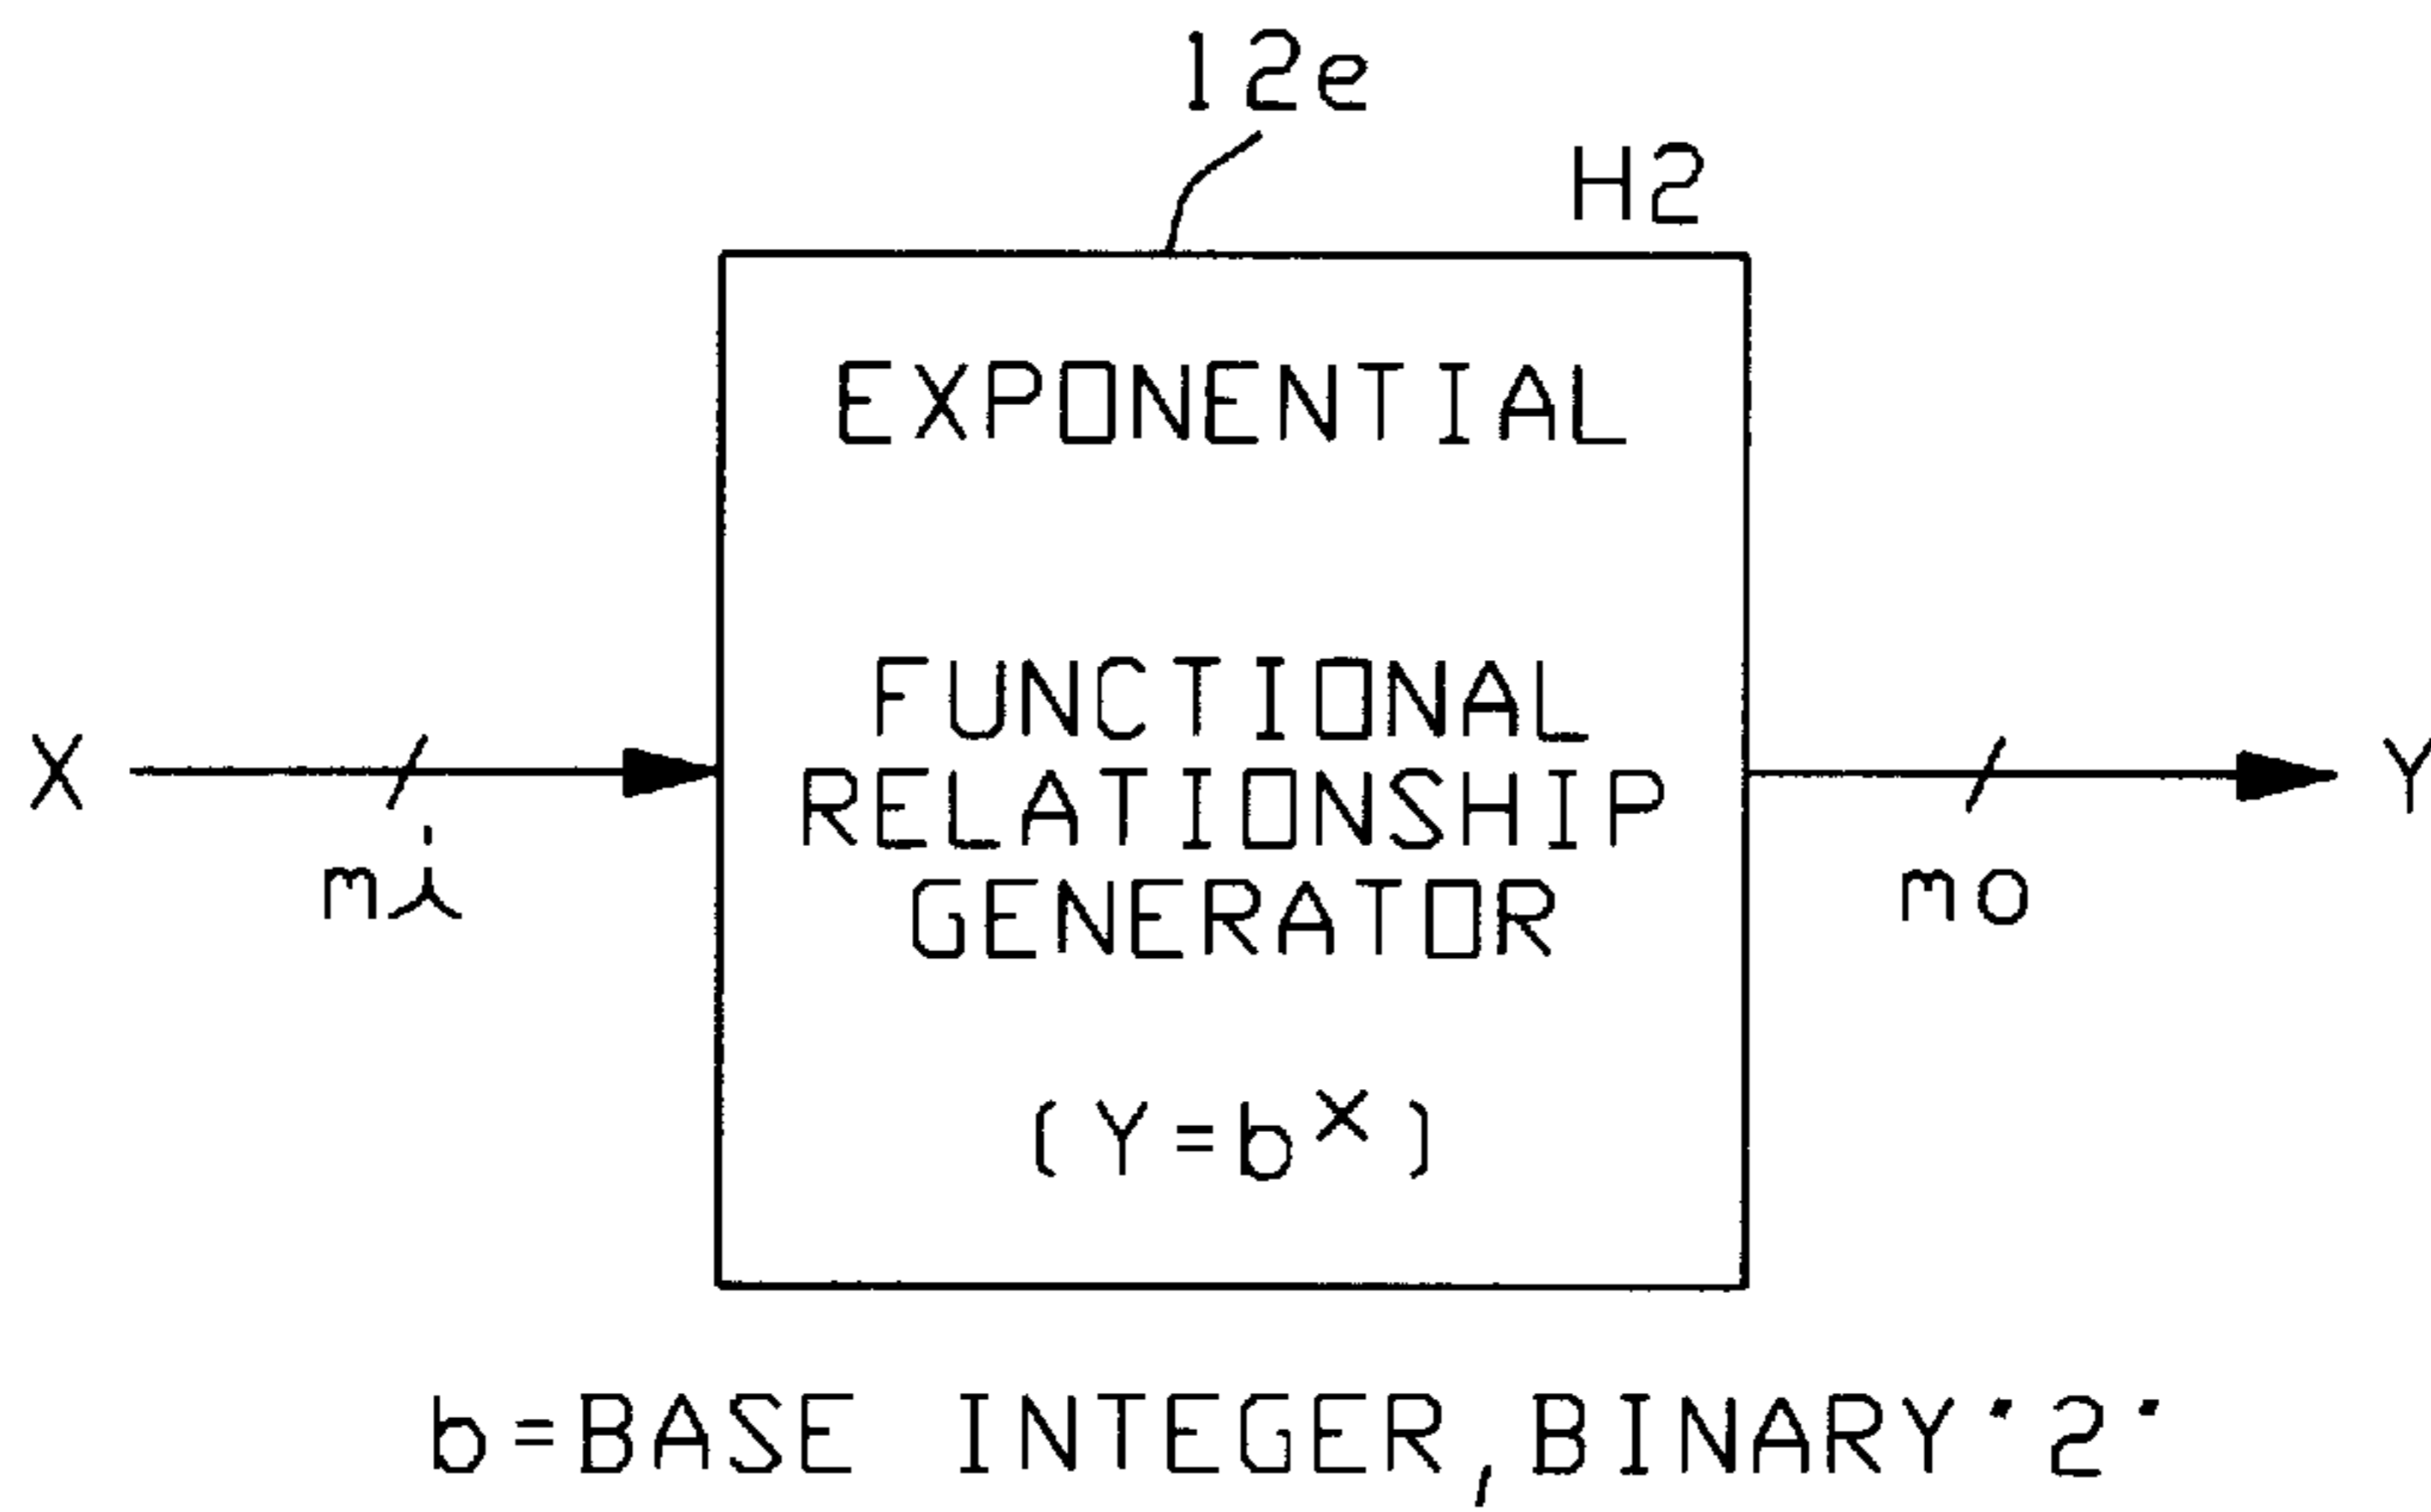 12e
H2
EXPONENTIAL
FUNCTIONAL
X RELATIONSHIP Y
mi GENERATOR mo
(Y=b^X)
b=BASE INTEGER, BINARY "2"